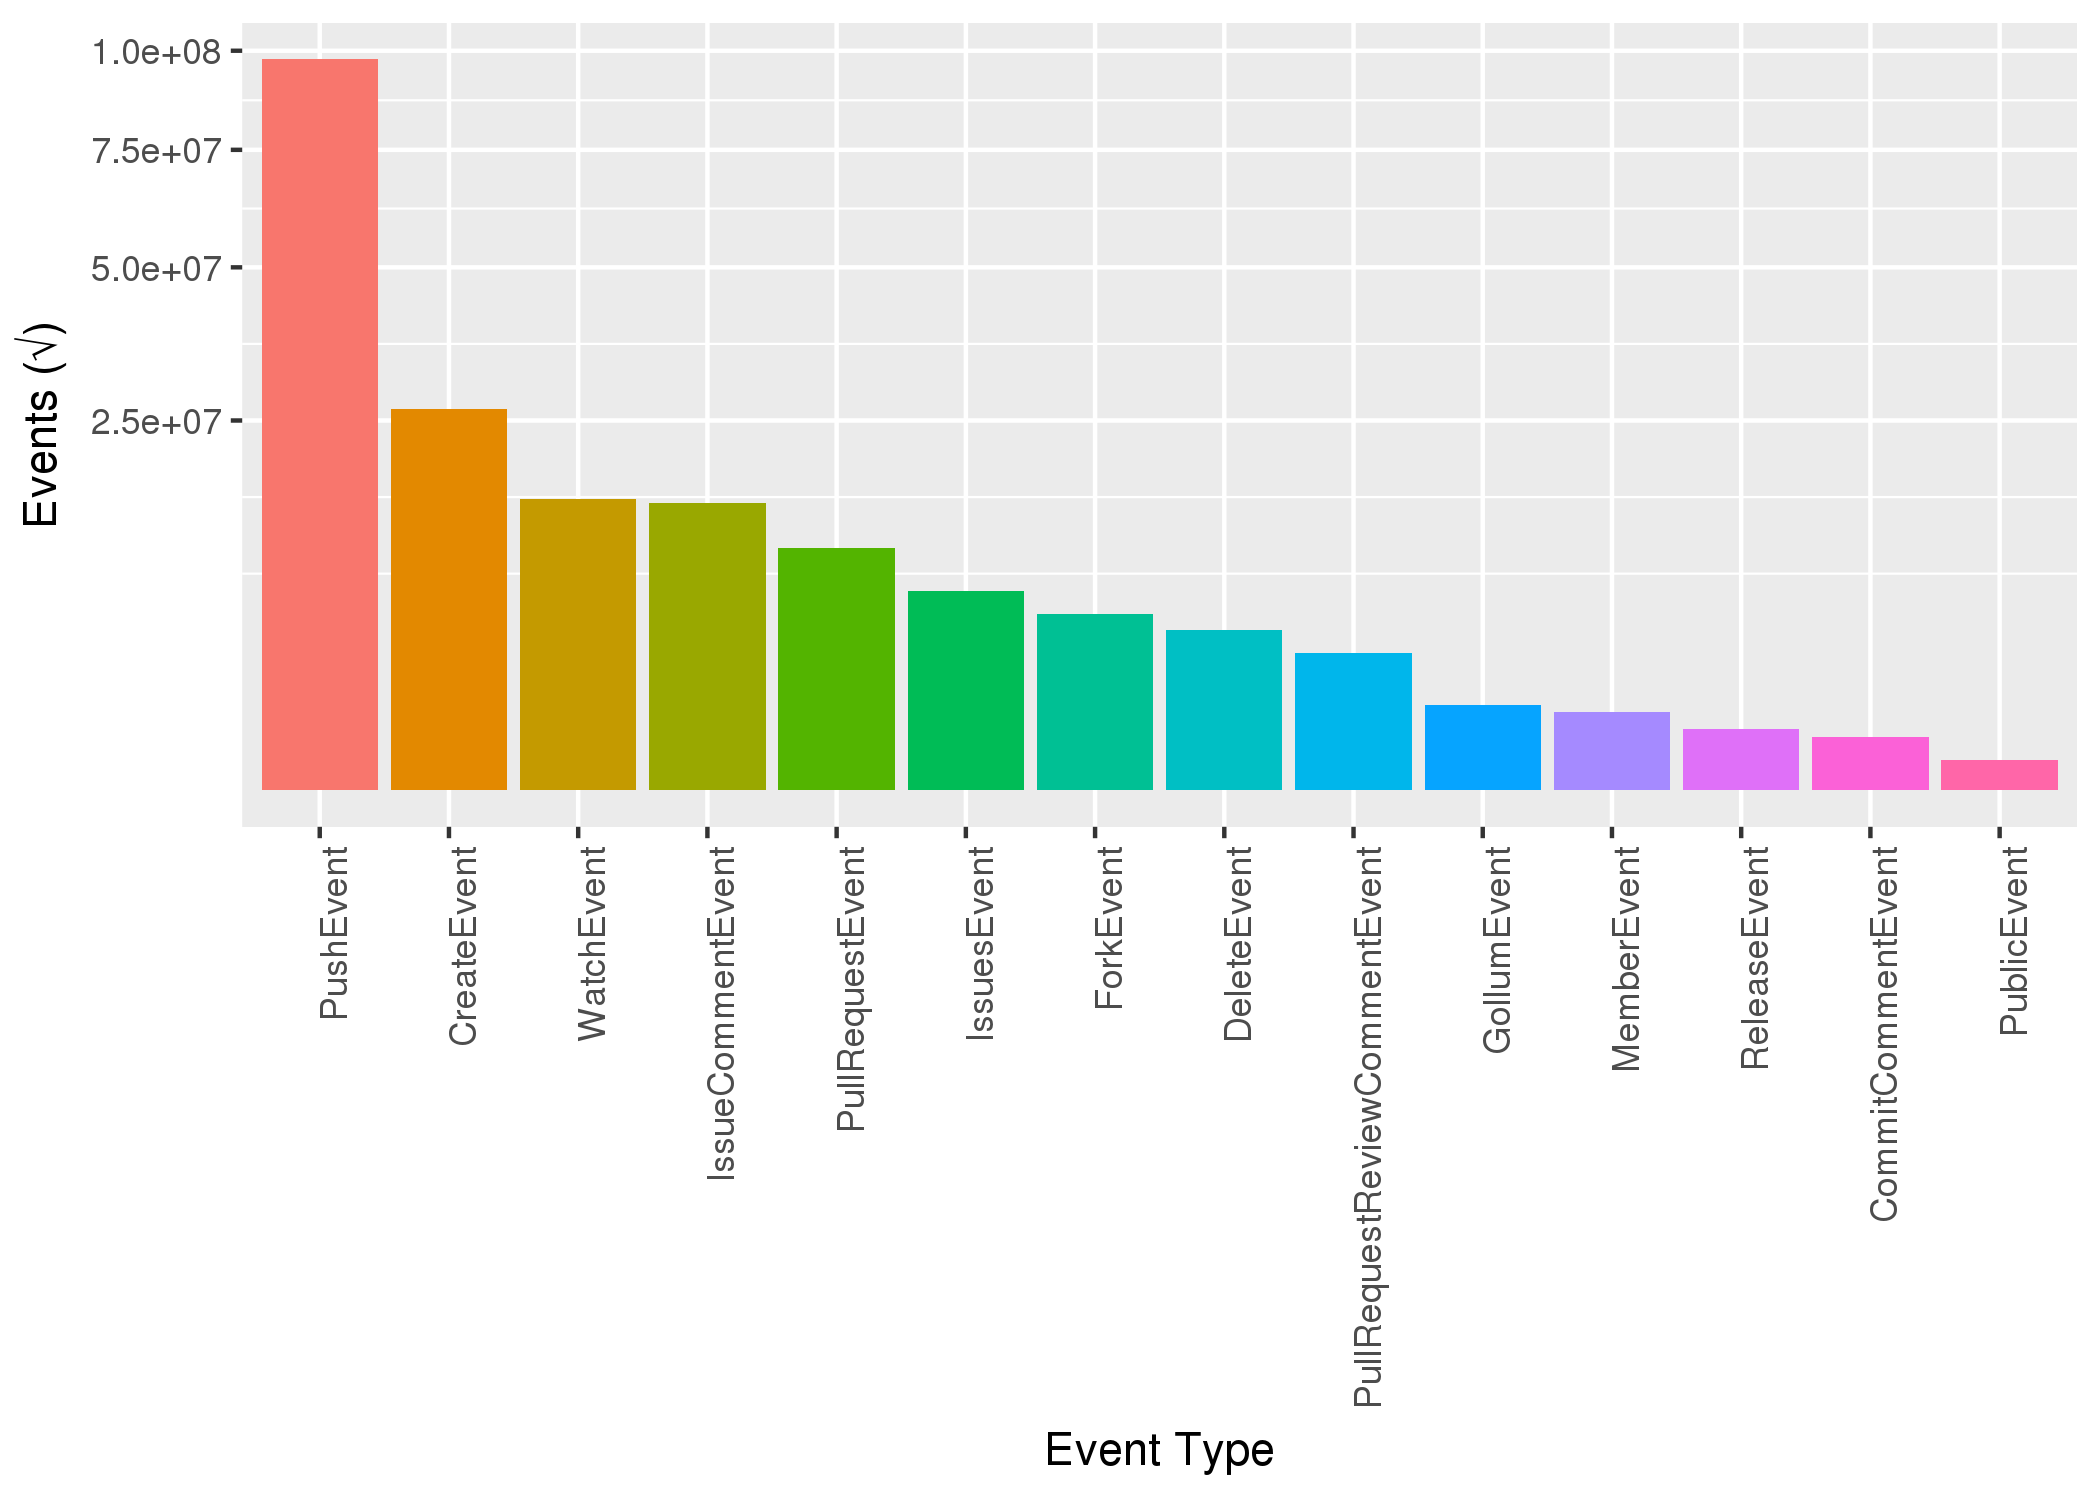 1.0e+08
7.5e+07
5.0e+07
2.5e+07
Events (√)
PushEvent
CreateEvent
WatchEvent
IssueCommentEvent
PullRequestEvent
IssuesEvent
ForkEvent
DeleteEvent
PullRequestReviewCommentEvent
GollumEvent
MemberEvent
ReleaseEvent
CommitCommentEvent
PublicEvent
Event Type